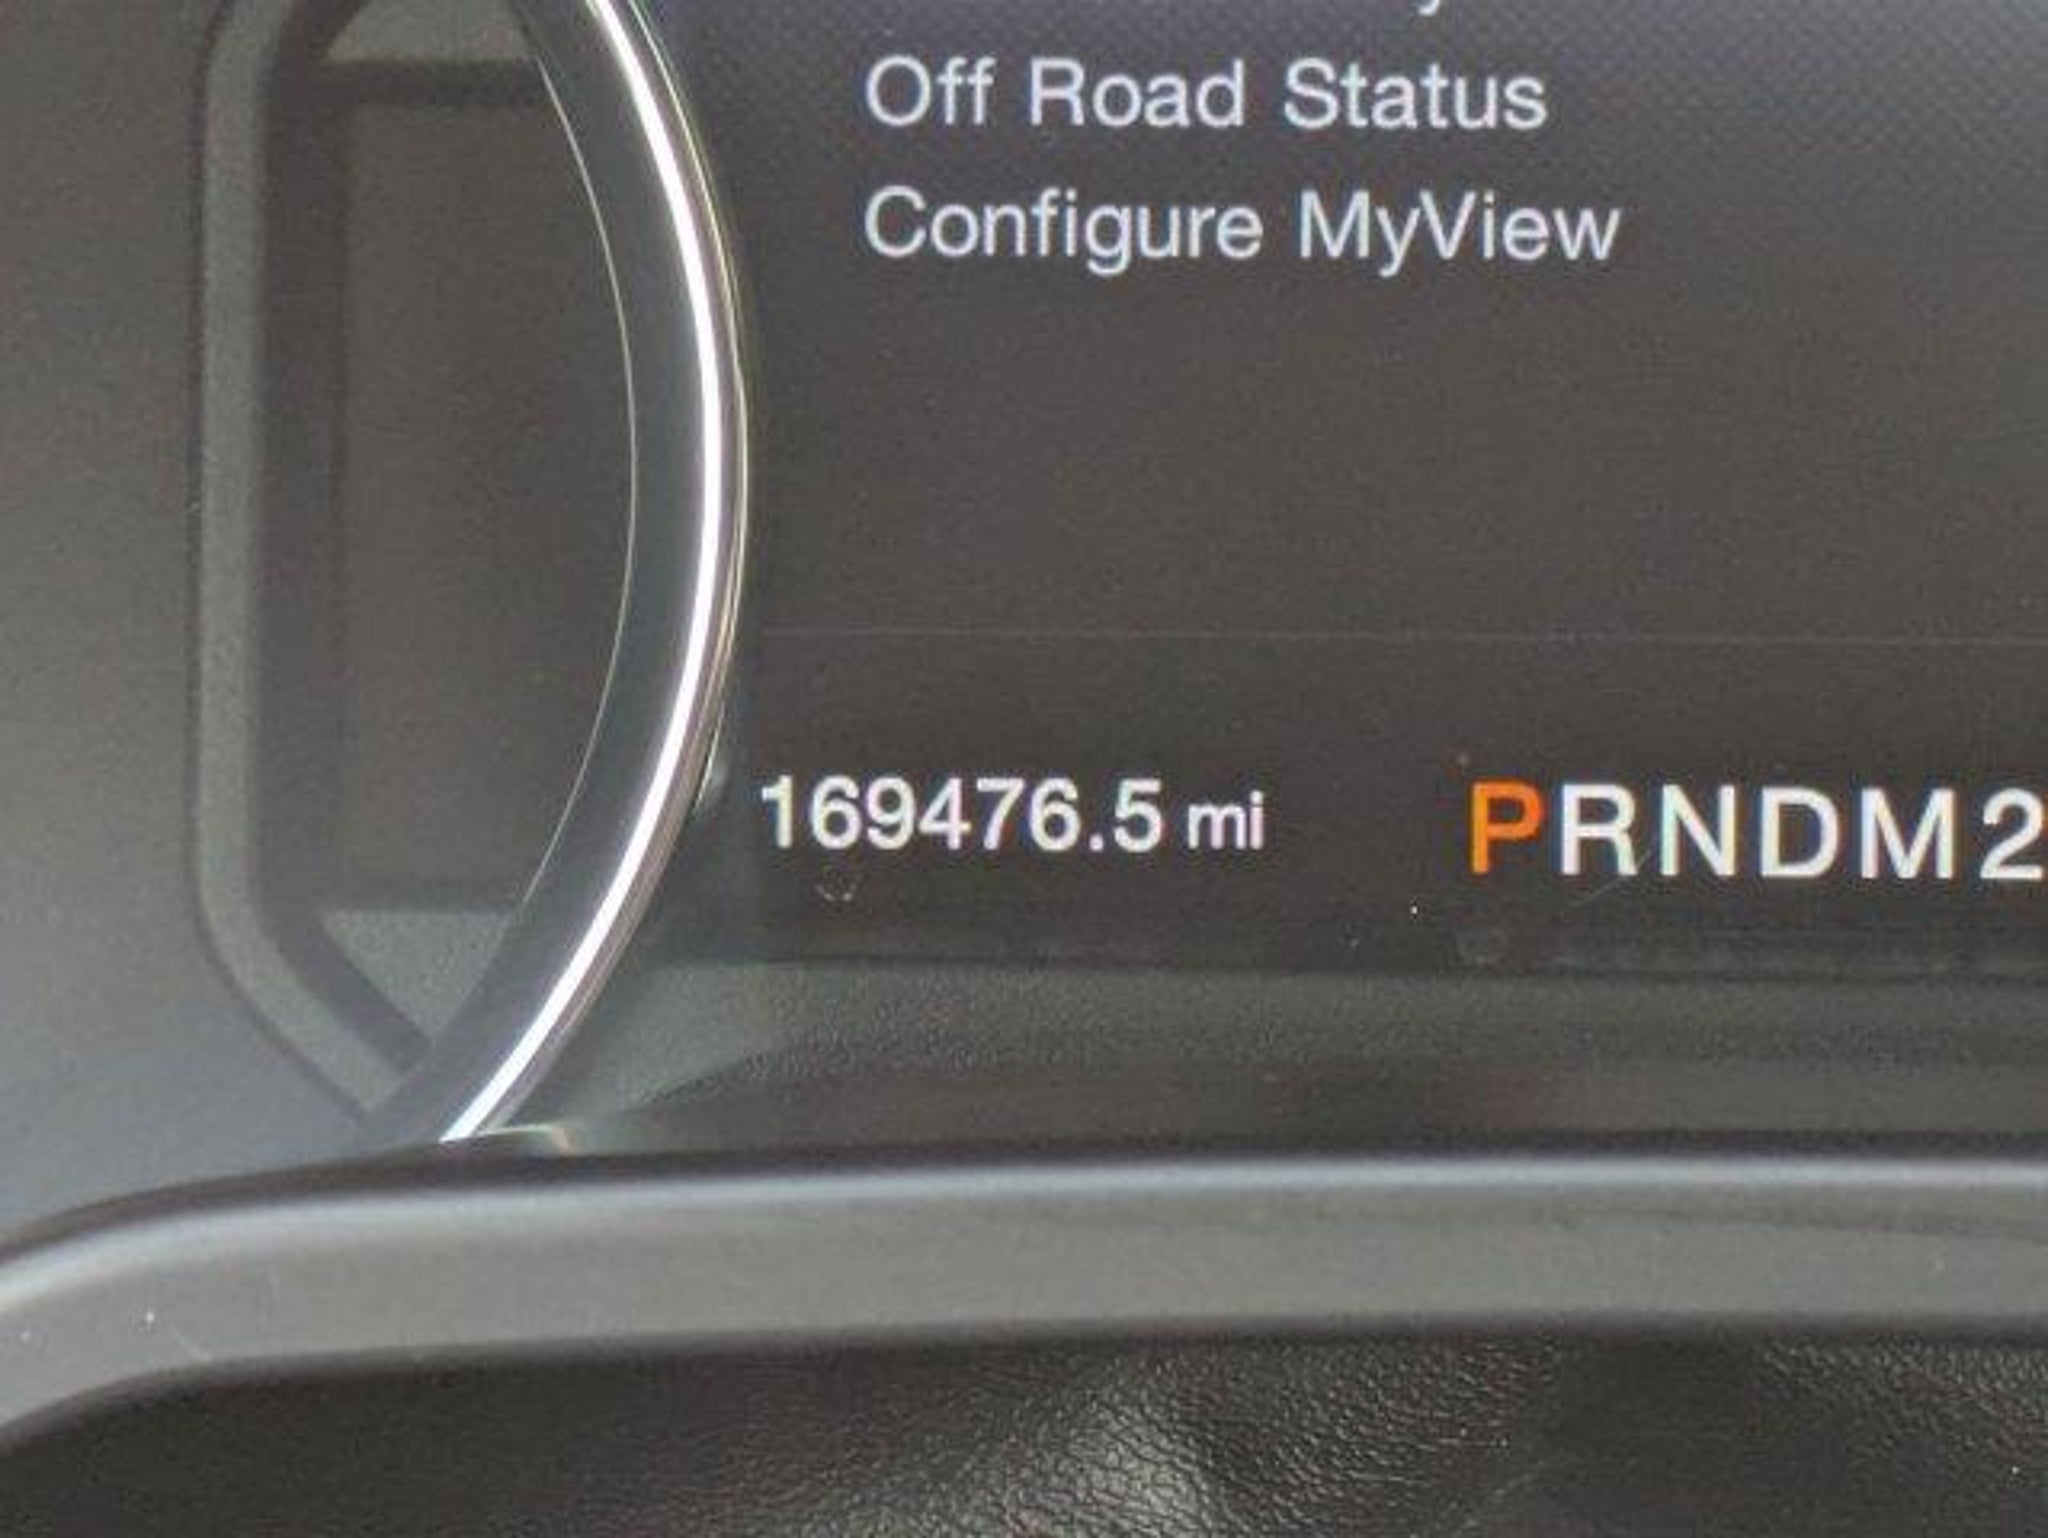 Off Road Status
Configure MyView
169476.5 mi
PRNDM2